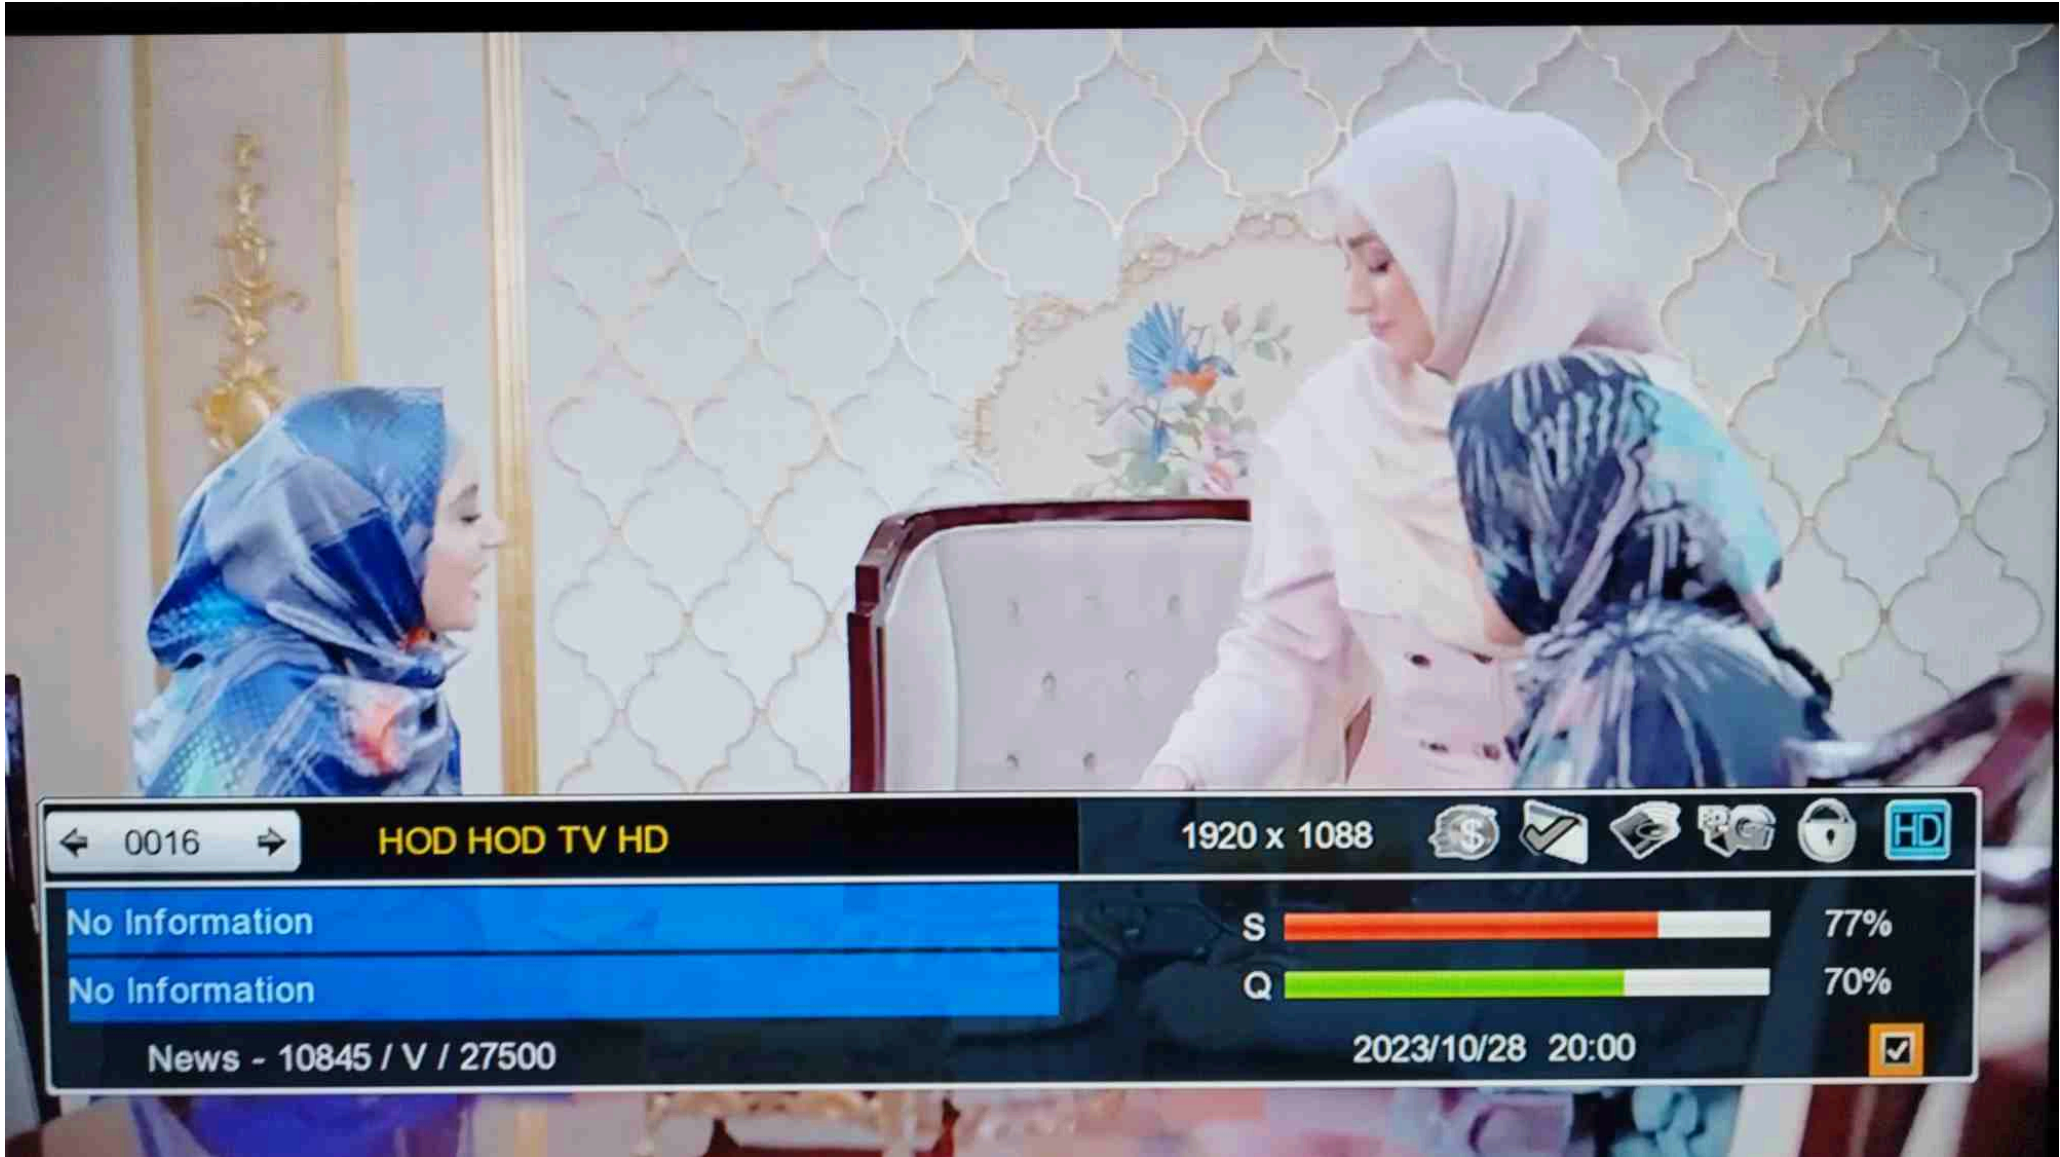 0016 HOD HOD TV HD 1920 x 1088 HD
No Information
S 77%
No Information
Q 70%
News - 10845 / V / 27500 2023/10/28 20:00